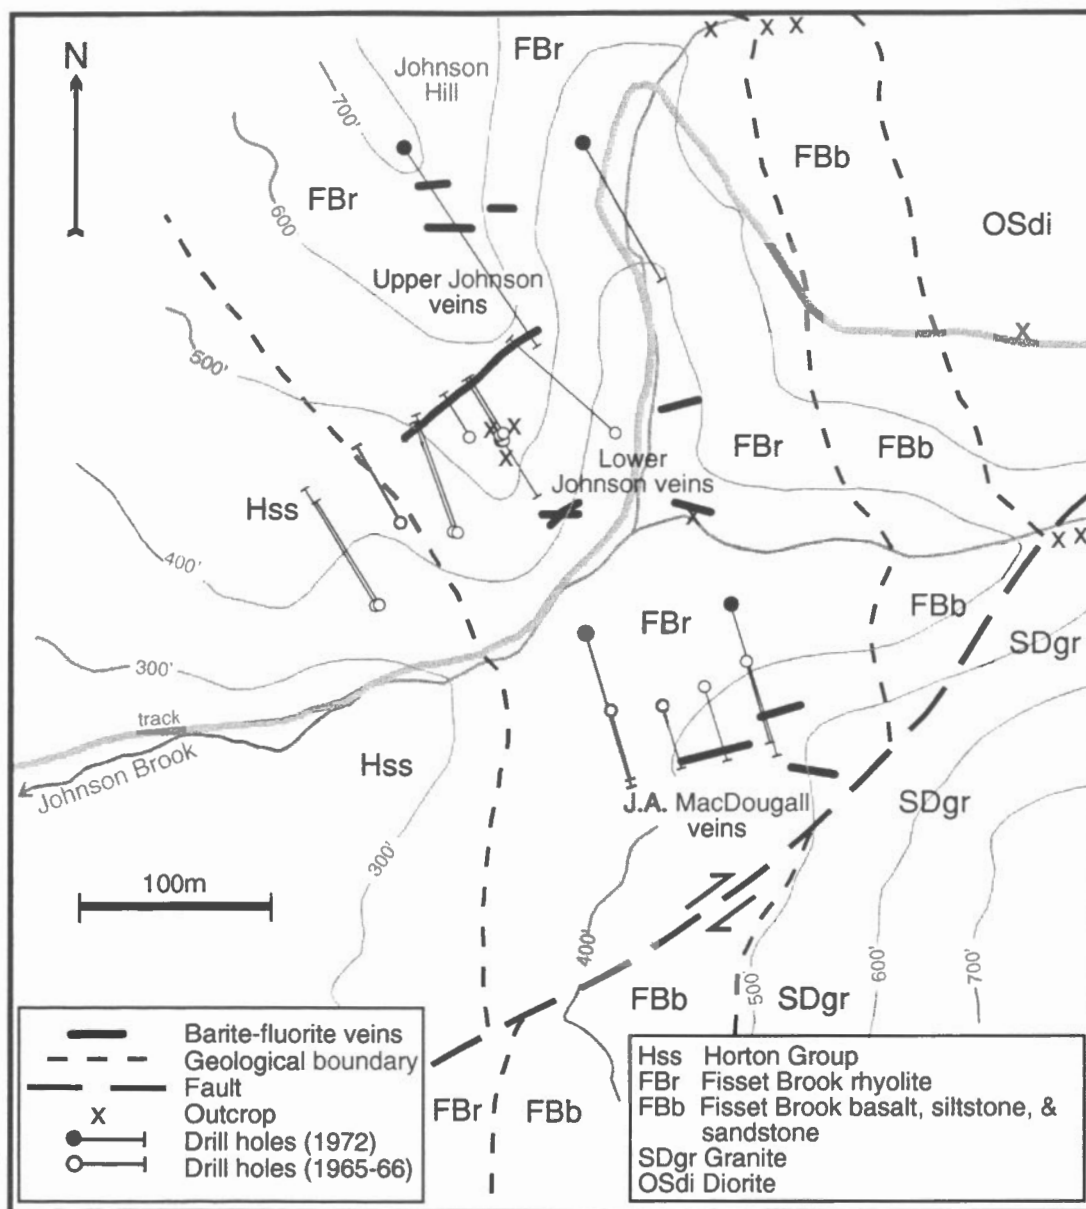 N
Johnson
Hill
FBr
700'
FBr
600
FBb
OSdi
Upper Johnson
veins
500'
FBr
FBb
Lower
Johnson veins
Hss
400'
FBr
FBb
SDgr
300'
track
Johnson Brook
Hss
J.A. MacDougall
veins
SDgr
300'
100m
400'
500'
600'
700'
FBb
SDgr
FBr
FBb
Barite-fluorite veins
Geological boundary
Fault
x Outcrop
Drill holes (1972)
Drill holes (1965-66)
Hss Horton Group
FBr Fisset Brook rhyolite
FBb Fisset Brook basalt, siltstone, &
sandstone
SDgr Granite
OSdi Diorite